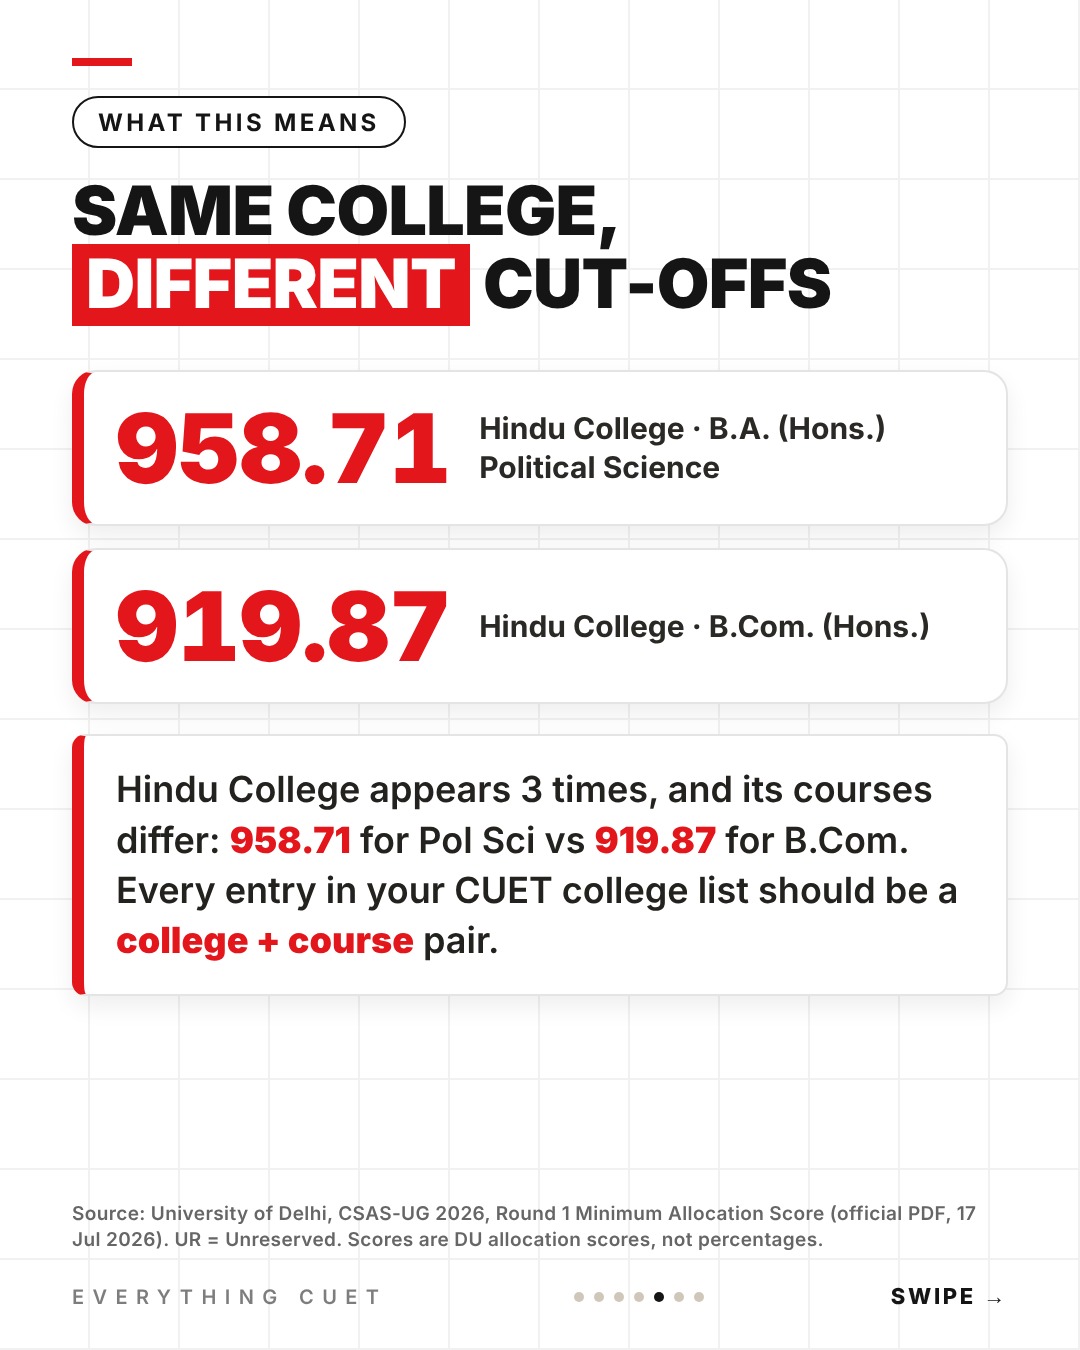 WHAT THIS MEANS
SAME COLLEGE,
DIFFERENT CUT-OFFS
958.71
Hindu College · B.A. (Hons.)
Political Science
919.87
Hindu College · B.Com. (Hons.)
Hindu College appears 3 times, and its courses
differ: 958.71 for Pol Sci vs 919.87 for B.Com.
Every entry in your CUET college list should be a
college + course pair.
Source: University of Delhi, CSAS-UG 2026, Round 1 Minimum Allocation Score (official PDF, 17
Jul 2026). UR = Unreserved. Scores are DU allocation scores, not percentages.
EVERYTHING CUET
SWIPE →